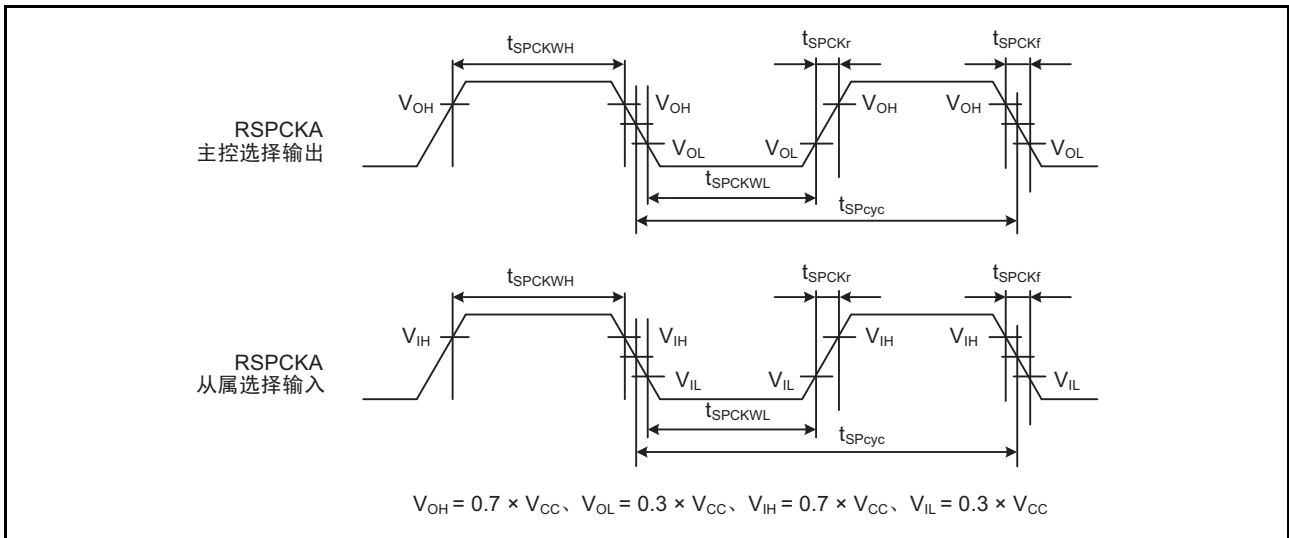 tSPCKWH
tSPCKr
tSPCKf
VOH
VOH
VOH
VOH
RSPCKA
主控选择输出
VOL
VOL
VOL
tSPCKWL
tSPcyc
tSPCKWH
tSPCKr
tSPCKf
VIH
VIH
VIH
VIH
RSPCKA
从属选择输入
VIL
VIL
VIL
tSPCKWL
tSPcyc
VOH = 0.7 × VCC、VOL = 0.3 × VCC、VIH = 0.7 × VCC、VIL = 0.3 × VCC